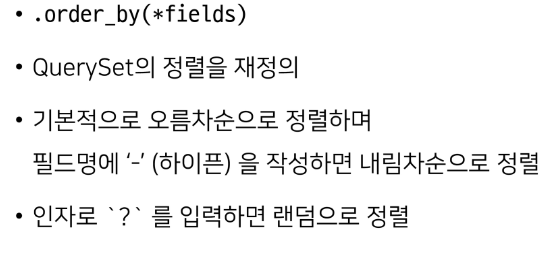 • .order_by(*fields)
• QuerySet의 정렬을 재정의
• 기본적으로 오름차순으로 정렬하며
필드명에 ‘-’ (하이픈) 을 작성하면 내림차순으로 정렬
• 인자로 `?` 를 입력하면 랜덤으로 정렬